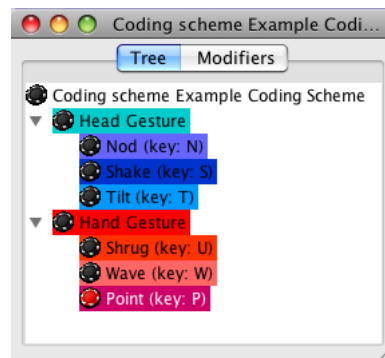 Coding scheme Example Codi...
Tree Modifiers
Coding scheme Example Coding Scheme
Head Gesture
Nod (key: N)
Shake (key: S)
Tilt (key: T)
Hand Gesture
Shrug (key: U)
Wave (key: W)
Point (key: P)